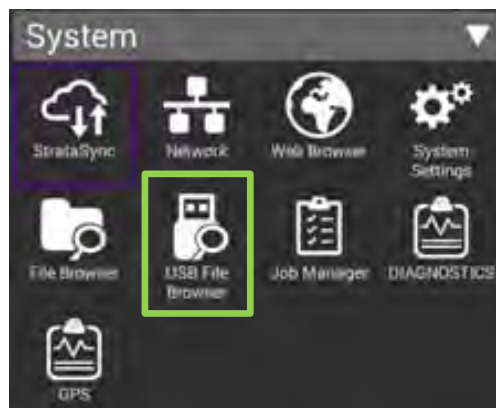 System
StrataSync
Network
Web Browser
System
Settings
File Browser
USB File
Browser
Job Manager
DIAGNOSTICS
GPS